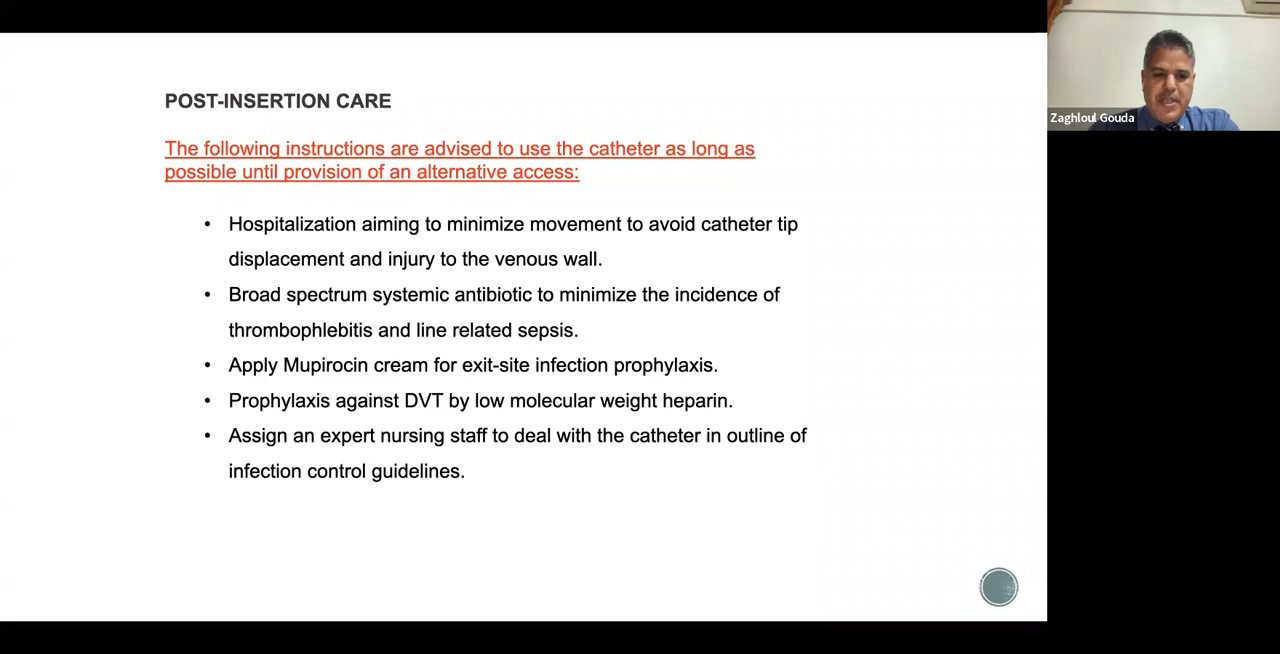 POST-INSERTION CARE
The following instructions are advised to use the catheter as long as
possible until provision of an alternative access:
• Hospitalization aiming to minimize movement to avoid catheter tip
displacement and injury to the venous wall.
• Broad spectrum systemic antibiotic to minimize the incidence of
thrombophlebitis and line related sepsis.
• Apply Mupirocin cream for exit-site infection prophylaxis.
• Prophylaxis against DVT by low molecular weight heparin.
• Assign an expert nursing staff to deal with the catheter in outline of
infection control guidelines.
Zaghloul Gouda